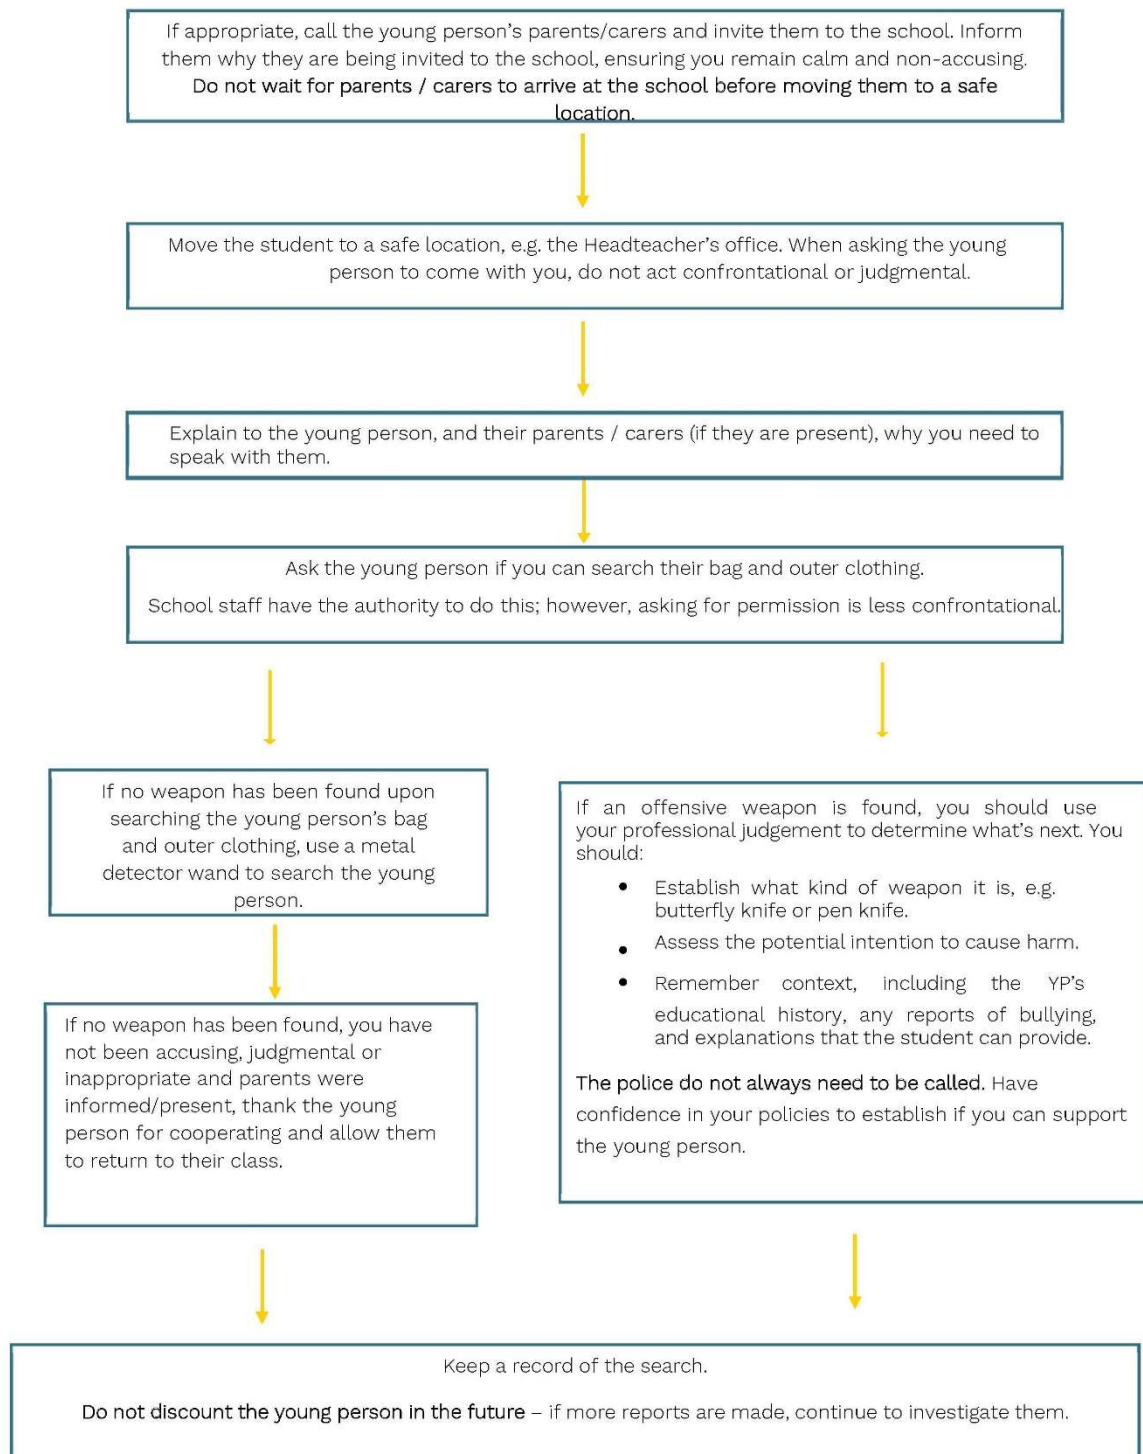 If appropriate, call the young person's parents/carers and invite them to the school. Inform
them why they are being invited to the school, ensuring you remain calm and non-accusing.
Do not wait for parents / carers to arrive at the school before moving them to a safe
location.
Move the student to a safe location, e.g. the Headteacher's office. When asking the young
person to come with you, do not act confrontational or judgmental.
Explain to the young person, and their parents / carers (if they are present), why you need to
speak with them.
Ask the young person if you can search their bag and outer clothing.
School staff have the authority to do this; however, asking for permission is less confrontational.
If no weapon has been found upon
searching the young person's bag
and outer clothing, use a metal
detector wand to search the young
person.
If no weapon has been found, you have
not been accusing, judgmental or
inappropriate and parents were
informed/present, thank the young
person for cooperating and allow them
to return to their class.
If an offensive weapon is found, you should use
your professional judgement to determine what's next. You
should:
• Establish what kind of weapon it is, e.g.
butterfly knife or pen knife.
• Assess the potential intention to cause harm.
• Remember context, including the YP's
educational history, any reports of bullying,
and explanations that the student can provide.
The police do not always need to be called. Have
confidence in your policies to establish if you can support
the young person.
Keep a record of the search.
Do not discount the young person in the future – if more reports are made, continue to investigate them.